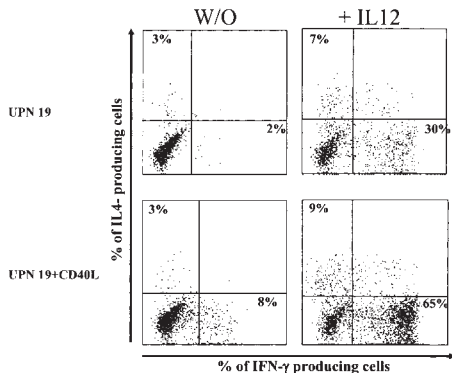 W/O
+ IL12
3%
7%
UPN 19
2%
30%
3%
9%
UPN 19+CD40L
8%
65%
% of IL4- producing cells
% of IFN-γ producing cells